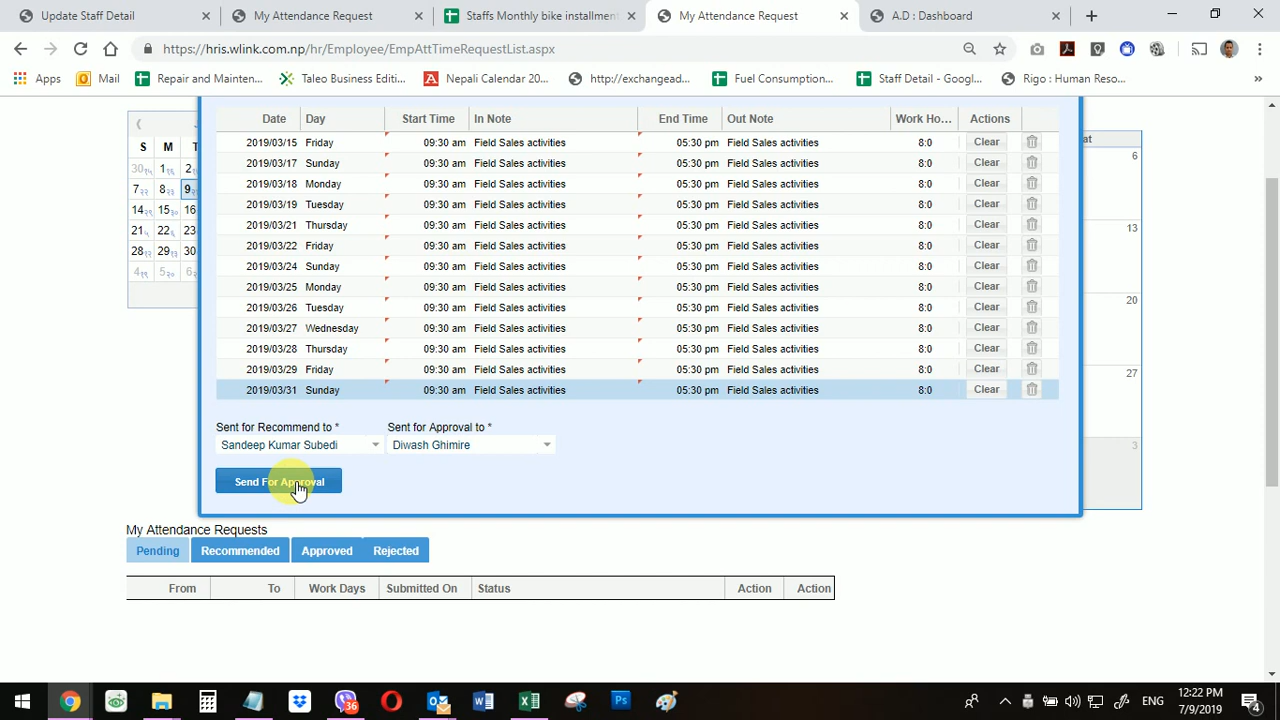 Update Staff Detail
My Attendance Request
Staffs Monthly bike installment
My Attendance Request
A.D : Dashboard
https://hris.wlink.com.np/hr/Employee/EmpAttTimeRequestList.aspx
Apps Mail Repair and Mainten... Taleo Business Editi... Nepali Calendar 20... http://exchangead... Fuel Consumption... Staff Detail - Googl... Rigo : Human Reso... »
Date Day Start Time In Note End Time Out Note Work Ho... Actions
2019/03/15 Friday 09:30 am Field Sales activities 05:30 pm Field Sales activities 8:0 Clear
2019/03/17 Sunday 09:30 am Field Sales activities 05:30 pm Field Sales activities 8:0 Clear
2019/03/18 Monday 09:30 am Field Sales activities 05:30 pm Field Sales activities 8:0 Clear
2019/03/19 Tuesday 09:30 am Field Sales activities 05:30 pm Field Sales activities 8:0 Clear
2019/03/21 Thursday 09:30 am Field Sales activities 05:30 pm Field Sales activities 8:0 Clear
2019/03/22 Friday 09:30 am Field Sales activities 05:30 pm Field Sales activities 8:0 Clear
2019/03/24 Sunday 09:30 am Field Sales activities 05:30 pm Field Sales activities 8:0 Clear
2019/03/25 Monday 09:30 am Field Sales activities 05:30 pm Field Sales activities 8:0 Clear
2019/03/26 Tuesday 09:30 am Field Sales activities 05:30 pm Field Sales activities 8:0 Clear
2019/03/27 Wednesday 09:30 am Field Sales activities 05:30 pm Field Sales activities 8:0 Clear
2019/03/28 Thursday 09:30 am Field Sales activities 05:30 pm Field Sales activities 8:0 Clear
2019/03/29 Friday 09:30 am Field Sales activities 05:30 pm Field Sales activities 8:0 Clear
2019/03/31 Sunday 09:30 am Field Sales activities 05:30 pm Field Sales activities 8:0 Clear
S M T
30 1 2
7 8 9
14 15 16
21 22 23
28 29 30
4 5 6
at
6
13
20
27
3
Sent for Recommend to * Sent for Approval to *
Sandeep Kumar Subedi Diwash Ghimire
Send For Approval
My Attendance Requests
Pending Recommended Approved Rejected
From To Work Days Submitted On Status Action Action
36
ENG
12:22 PM
7/9/2019
4